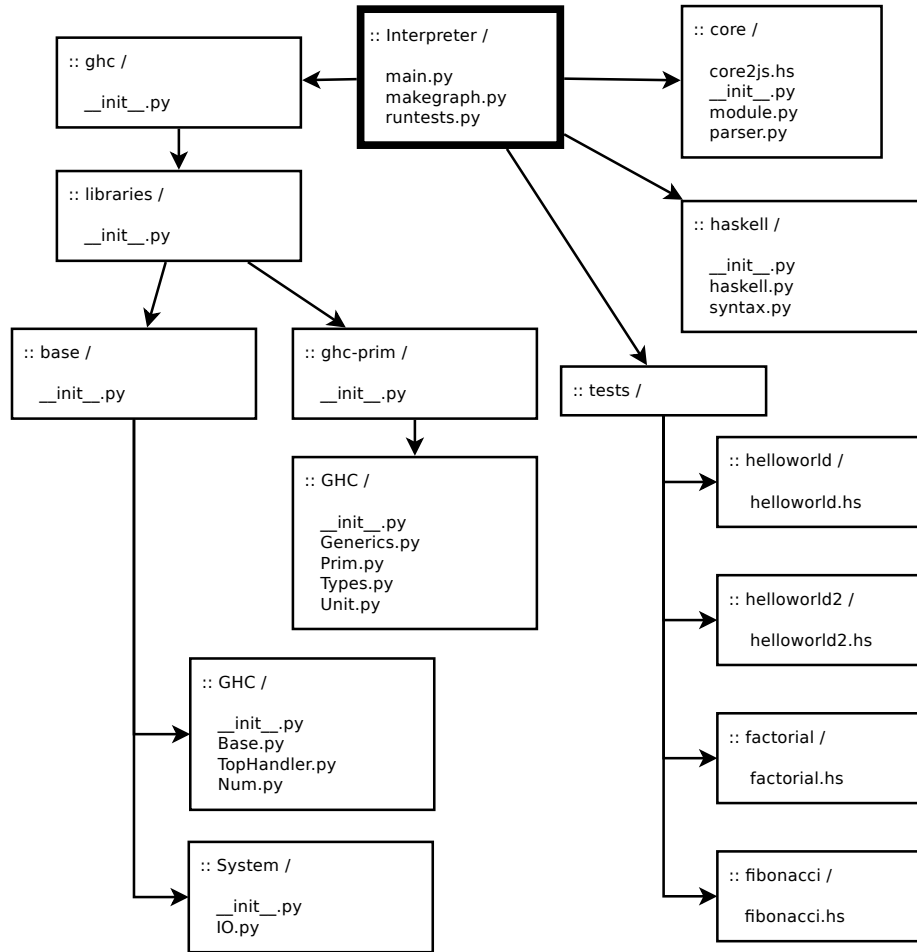 :: Interpreter /
main.py
makegraph.py
runtests.py
:: core /
core2js.hs
__init__.py
module.py
parser.py
:: ghc /
__init__.py
:: libraries /
__init__.py
:: haskell /
__init__.py
haskell.py
syntax.py
:: base /
__init__.py
:: ghc-prim /
__init__.py
:: tests /
:: GHC /
__init__.py
Generics.py
Prim.py
Types.py
Unit.py
:: helloworld /
helloworld.hs
:: helloworld2 /
helloworld2.hs
:: GHC /
__init__.py
Base.py
TopHandler.py
Num.py
:: factorial /
factorial.hs
:: System /
__init__.py
IO.py
:: fibonacci /
fibonacci.hs